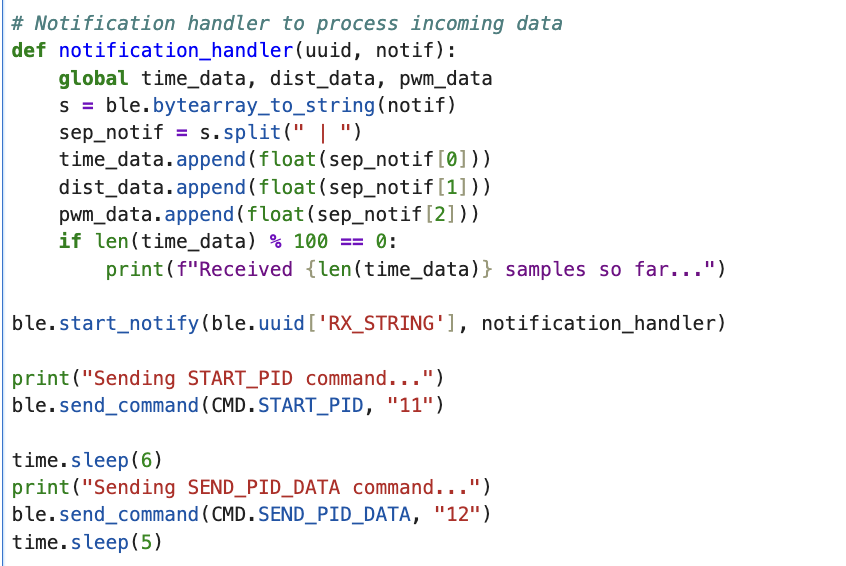 # Notification handler to process incoming data
def notification_handler(uuid, notif):
    global time_data, dist_data, pwm_data
    s = ble.bytearray_to_string(notif)
    sep_notif = s.split(" | ")
    time_data.append(float(sep_notif[0]))
    dist_data.append(float(sep_notif[1]))
    pwm_data.append(float(sep_notif[2]))
    if len(time_data) % 100 == 0:
        print(f"Received {len(time_data)} samples so far...")

ble.start_notify(ble.uuid['RX_STRING'], notification_handler)

print("Sending START_PID command...")
ble.send_command(CMD.START_PID, "11")

time.sleep(6)
print("Sending SEND_PID_DATA command...")
ble.send_command(CMD.SEND_PID_DATA, "12")
time.sleep(5)